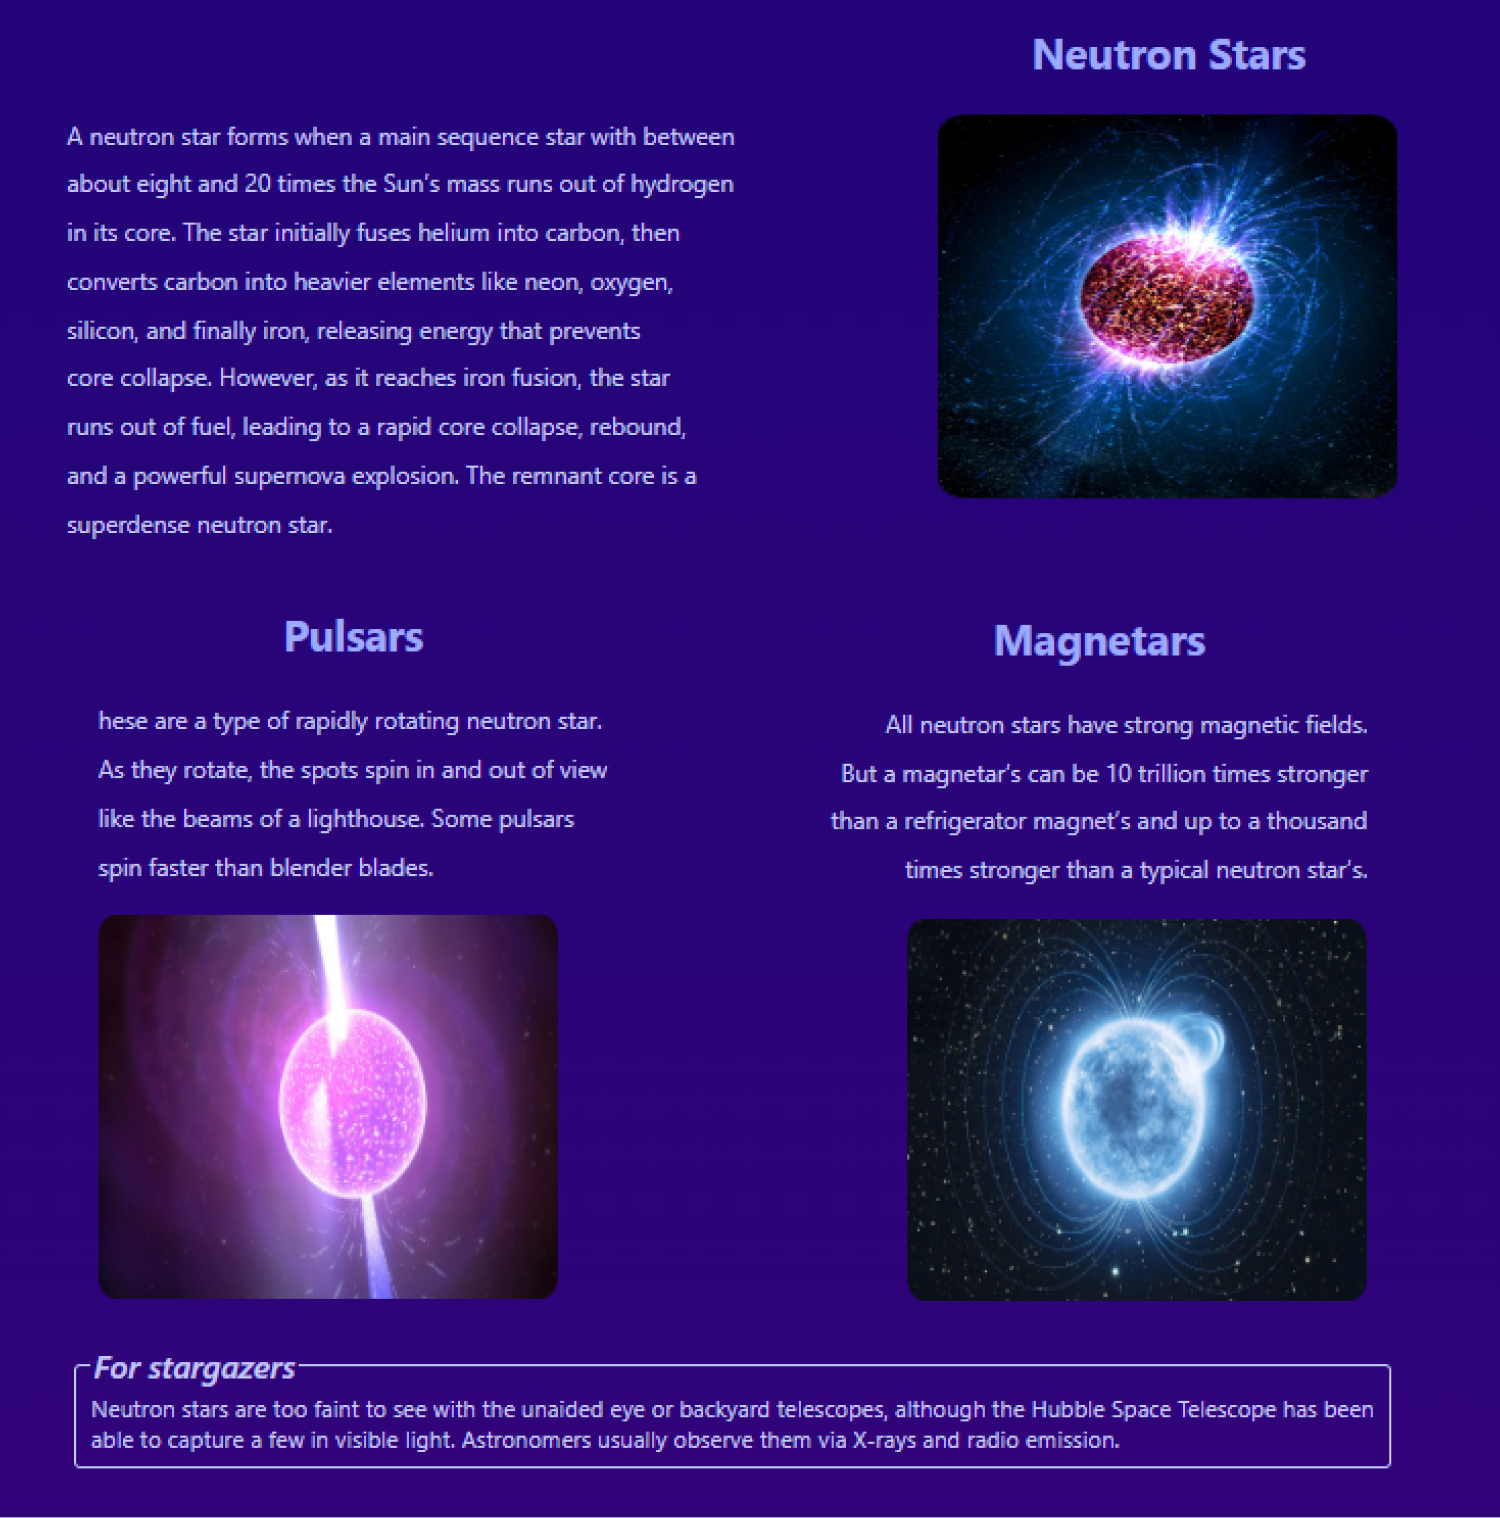 Neutron Stars
A neutron star forms when a main sequence star with between
about eight and 20 times the Sun's mass runs out of hydrogen
in its core. The star initially fuses helium into carbon, then
converts carbon into heavier elements like neon, oxygen,
silicon, and finally iron, releasing energy that prevents
core collapse. However, as it reaches iron fusion, the star
runs out of fuel, leading to a rapid core collapse, rebound,
and a powerful supernova explosion. The remnant core is a
superdense neutron star.
Pulsars
hese are a type of rapidly rotating neutron star.
As they rotate, the spots spin in and out of view
like the beams of a lighthouse. Some pulsars
spin faster than blender blades.
Magnetars
All neutron stars have strong magnetic fields.
But a magnetar's can be 10 trillion times stronger
than a refrigerator magnet's and up to a thousand
times stronger than a typical neutron star's.
For stargazers
Neutron stars are too faint to see with the unaided eye or backyard telescopes, although the Hubble Space Telescope has been
able to capture a few in visible light. Astronomers usually observe them via X-rays and radio emission.